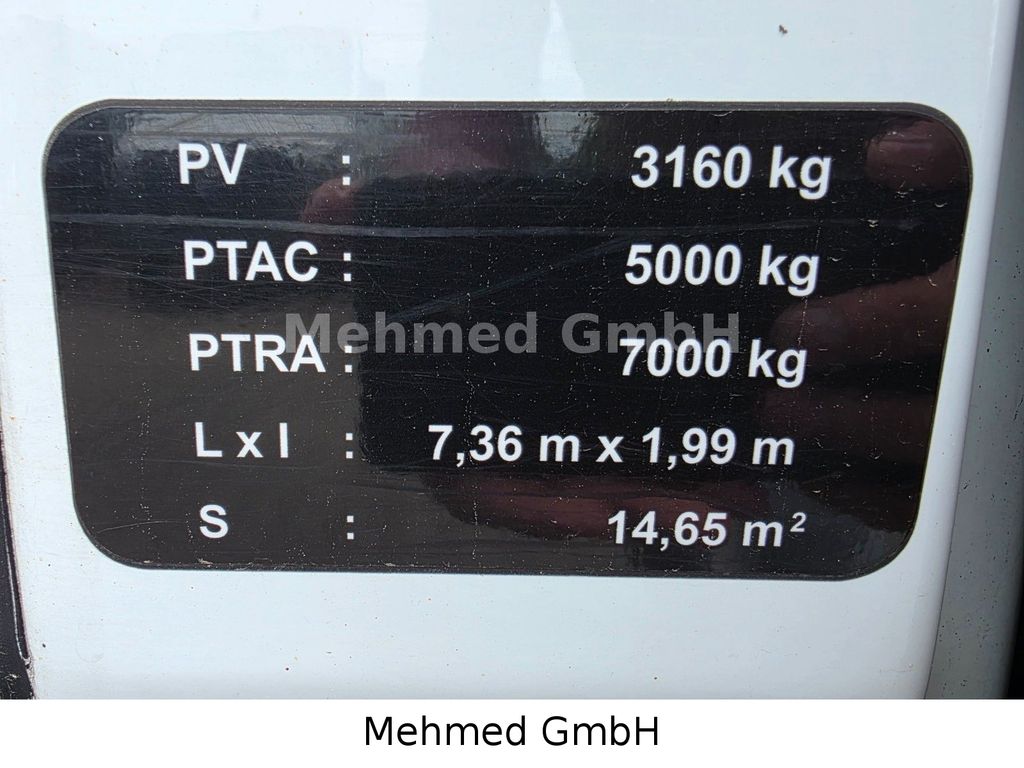 PV : 3160 kg
PTAC : 5000 kg
Mehmed GmbH
PTRA : 7000 kg
L x l : 7,36 m x 1,99 m
S : 14,65 m²
Mehmed GmbH